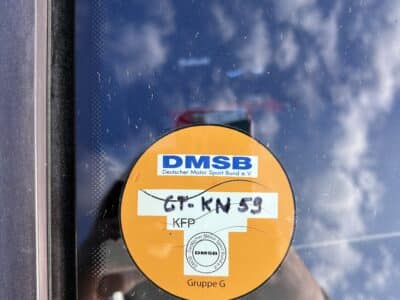 DMSB
Deutscher Motor Sport Bund e.V.
GT-KN 59
KFP
DMSB
Gruppe G